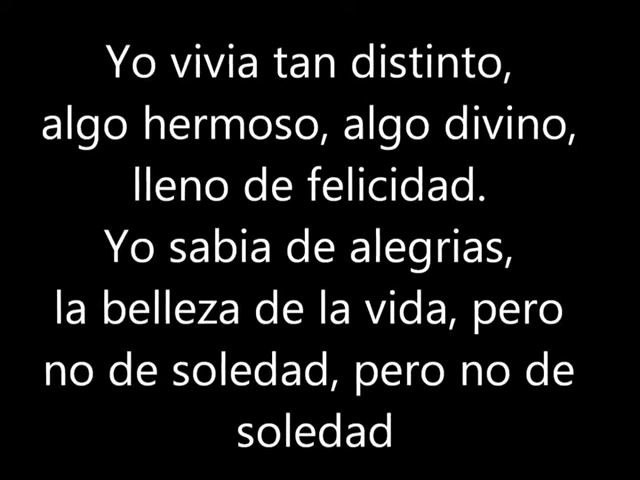 Yo vivia tan distinto,
algo hermoso, algo divino,
lleno de felicidad.
Yo sabia de alegrias,
la belleza de la vida, pero
no de soledad, pero no de
soledad